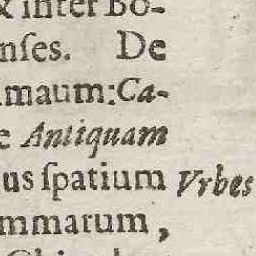 & inter Bo-
nſes. De
maum: Ca-
e Antiquam
us ſpatium Vrbes
mmarum,